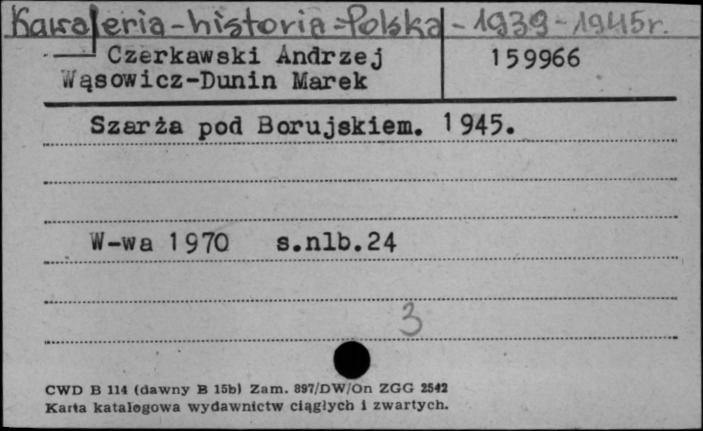 Kawaleria-historia-Polska - 1939-1945r.
Czerkawski Andrzej 159966
Wąsowicz-Dunin Marek
Szarża pod Borujskiem. 1945.
W-wa 1970 s.nlb.24
3
CWD B 114 (dawny B 15b) Zam. 897/DW/On ZGG 2542
Karta katalogowa wydawnictw ciągłych i zwartych.